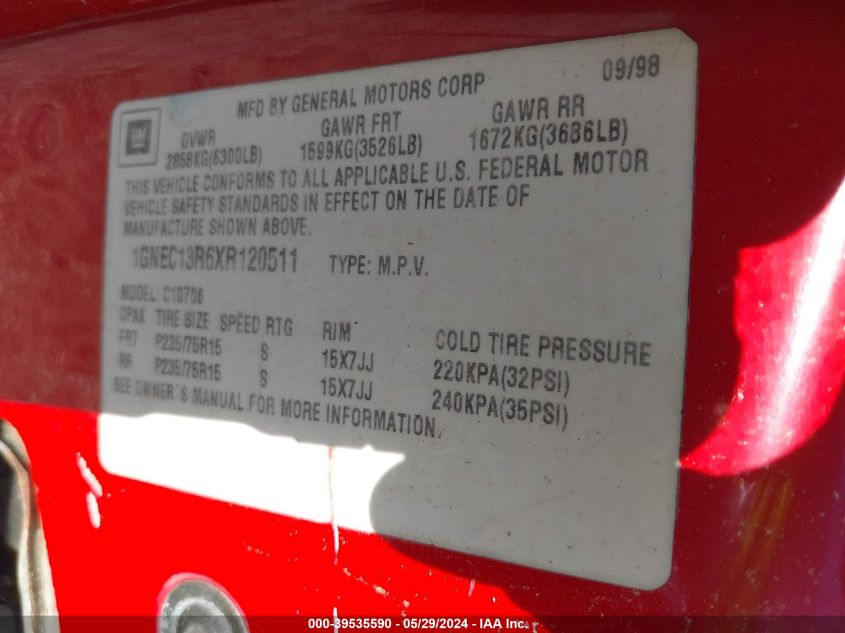 09/98
MFD BY GENERAL MOTORS CORP
GM
GVWR GAWR FRT GAWR RR
2858KG(6300LB) 1599KG(3526LB) 1672KG(3686LB)
THIS VEHICLE CONFORMS TO ALL APPLICABLE U.S. FEDERAL MOTOR
VEHICLE SAFETY STANDARDS IN EFFECT ON THE DATE OF
MANUFACTURE SHOWN ABOVE.
1GNEC13R6XR120511 TYPE: M.P.V.
MODEL: C10706
OPAK TIRE SIZE SPEED RTG RIM COLD TIRE PRESSURE
FRT P235/75R15 S 15X7JJ 220KPA(32PSI)
RR P235/75R15 S 15X7JJ 240KPA(35PSI)
SEE OWNER'S MANUAL FOR MORE INFORMATION.
000-39535590 - 05/29/2024 - IAA Inc.